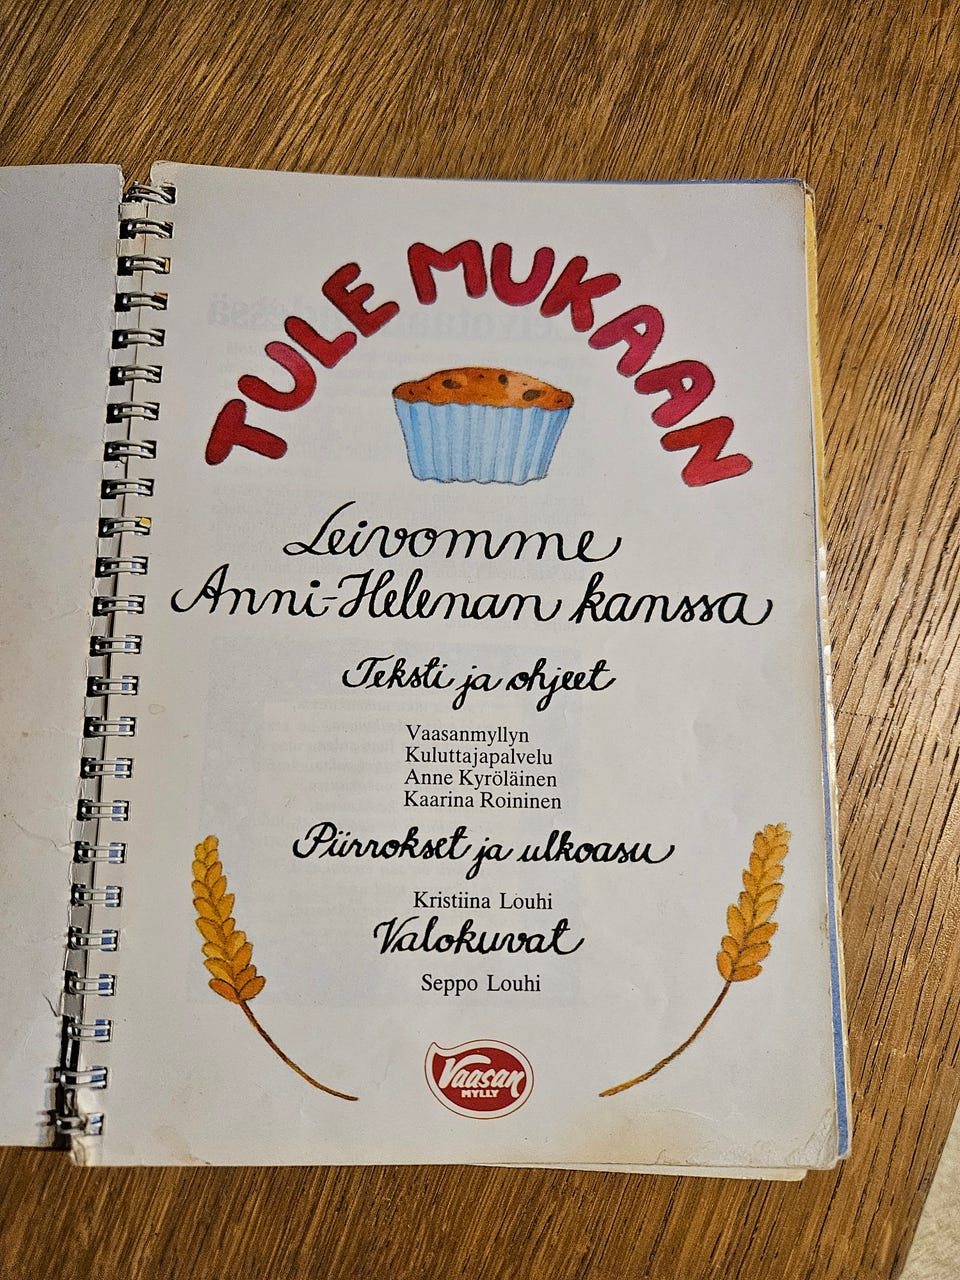 TULE MUKAAN
Leivomme
Anni-Helenan kanssa
Teksti ja ohjeet
Vaasanmyllyn
Kuluttajapalvelu
Anne Kyröläinen
Kaarina Roininen
Piirrokset ja ulkoasu
Kristiina Louhi
Valokuvat
Seppo Louhi
Vaasan
MYLLY